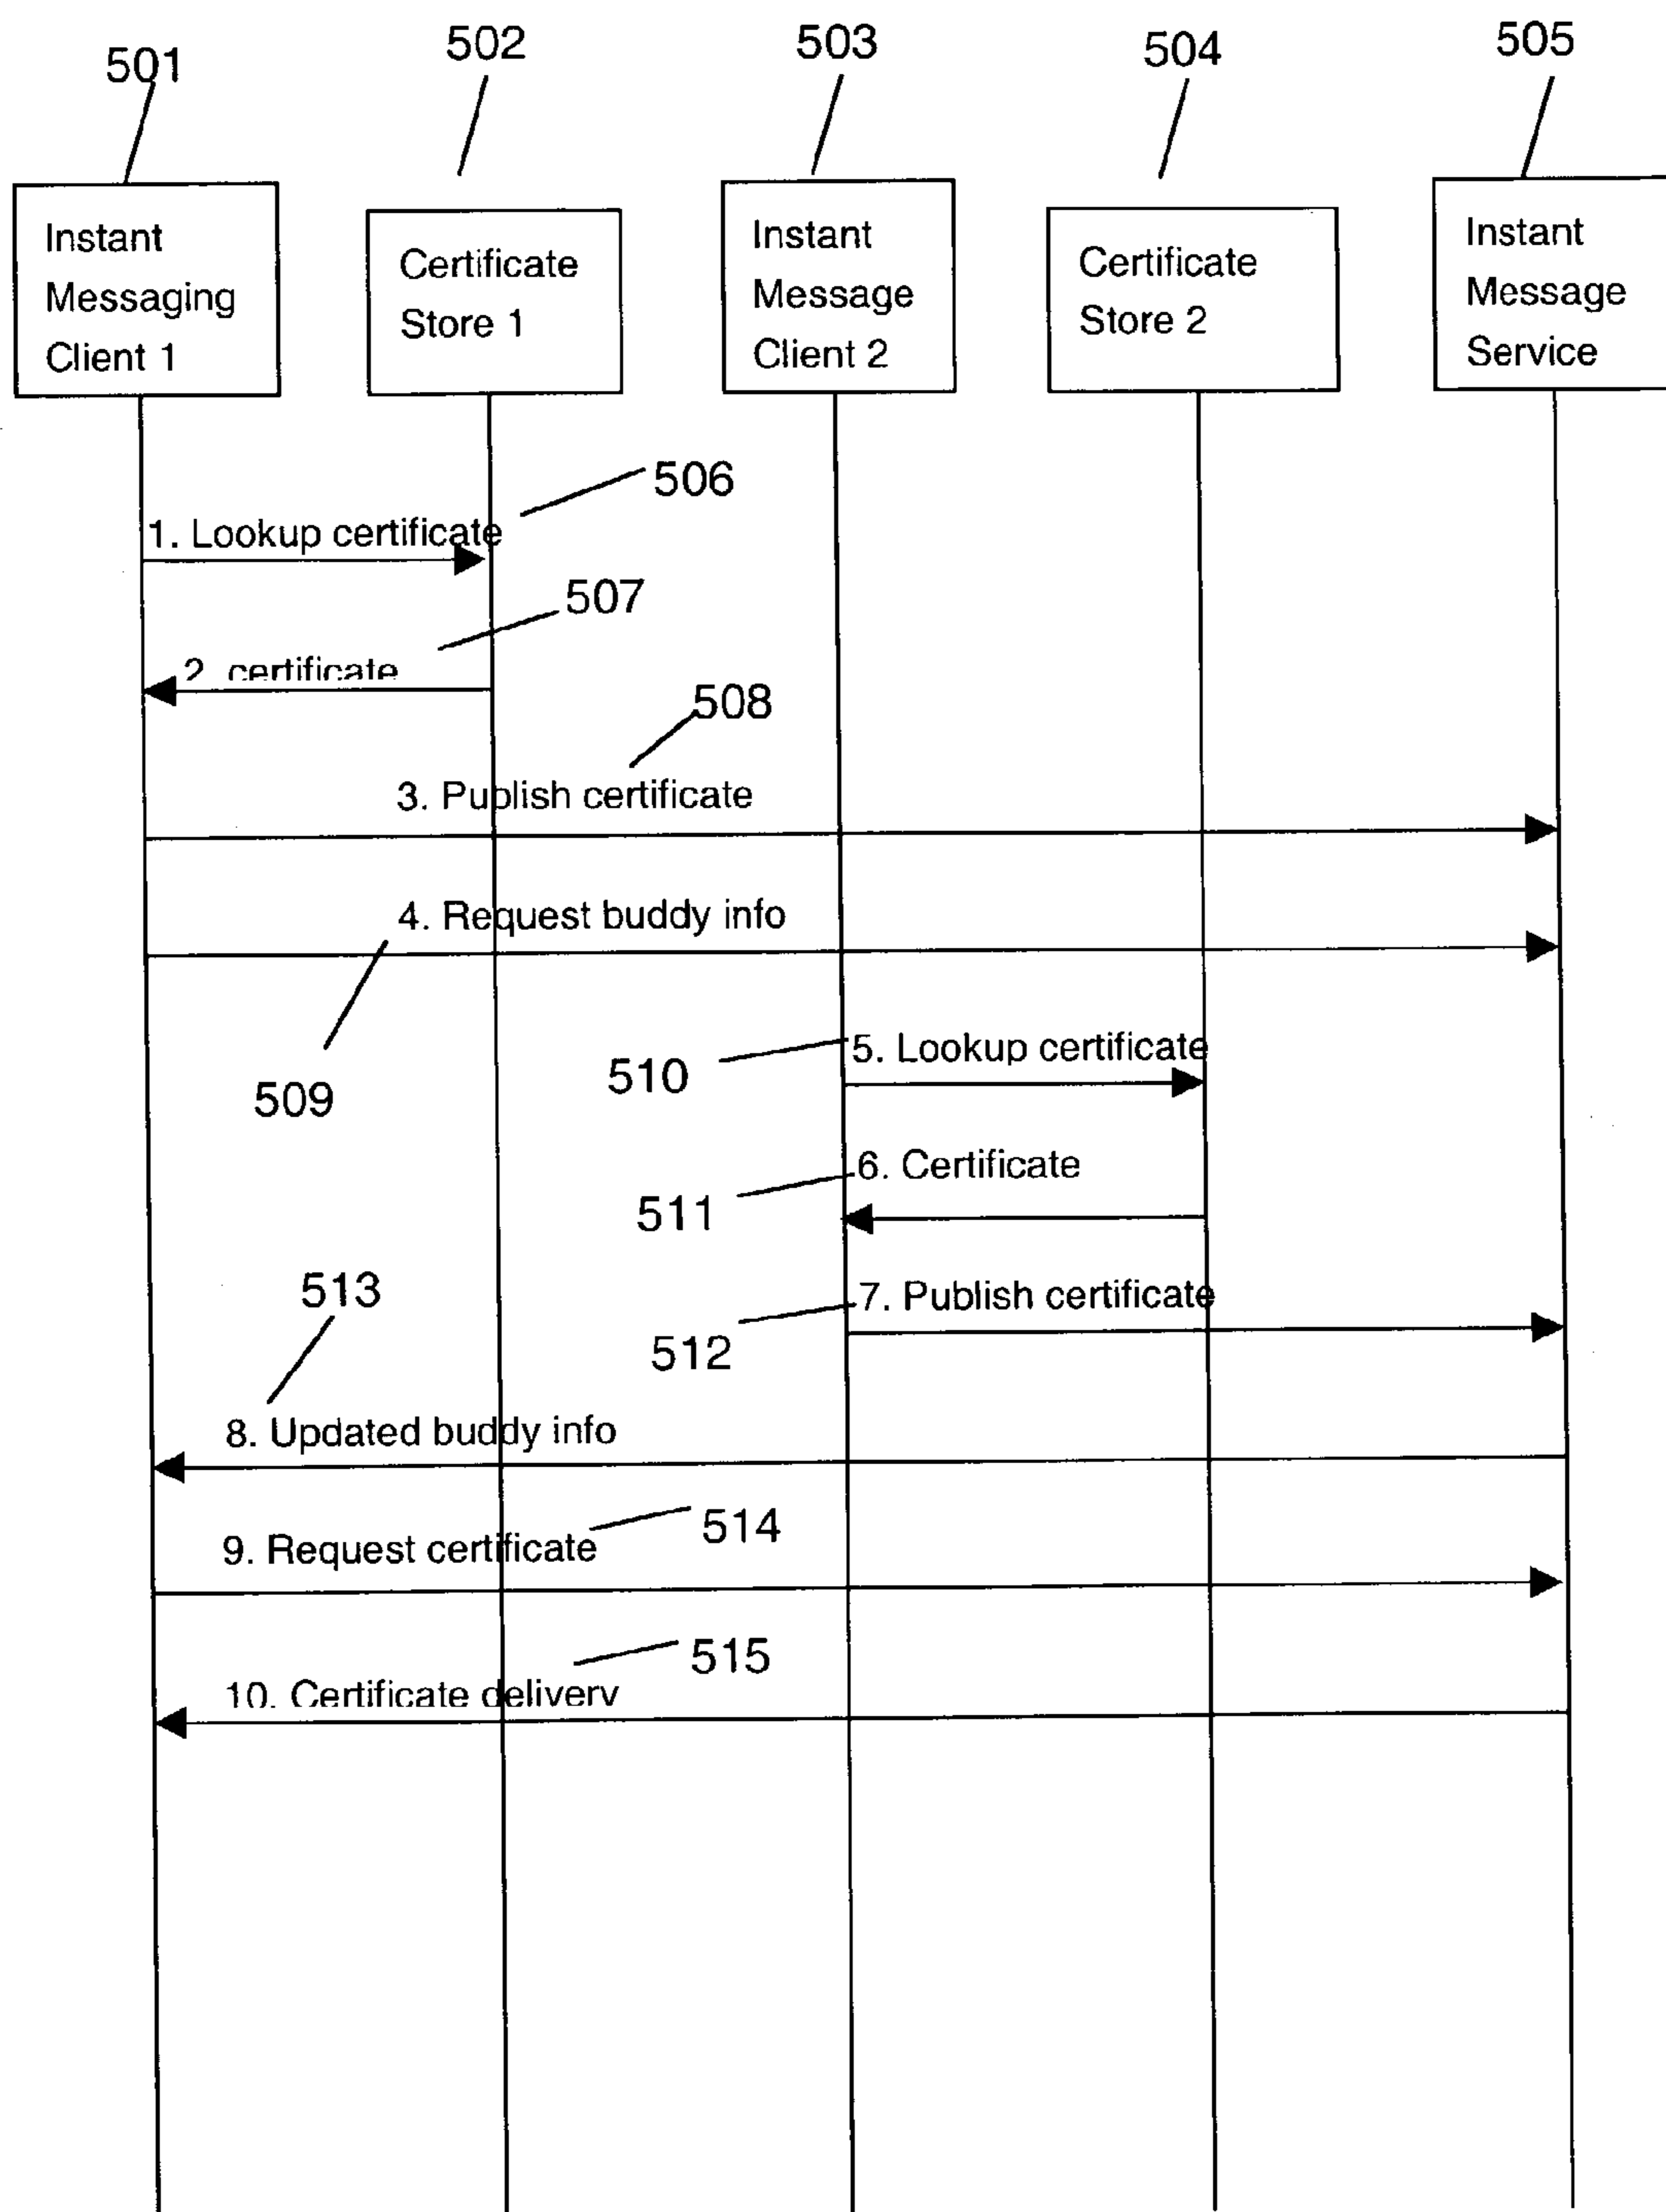 501
502
503
504
505
Instant
Messaging
Client 1
Certificate
Store 1
Instant
Message
Client 2
Certificate
Store 2
Instant
Message
Service
506
1. Lookup certificate
507
2. certificate
508
3. Publish certificate
4. Request buddy info
509
5. Lookup certificate
510
6. Certificate
511
513
7. Publish certificate
512
8. Updated buddy info
514
9. Request certificate
515
10. Certificate delivery